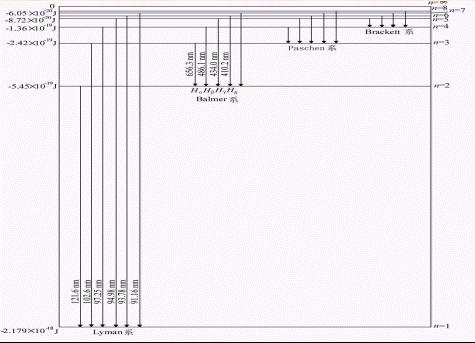 n=∞
0
n=8
n=7
-6.05×10⁻²⁰
n=6
-8.72×10⁻²⁰J
n=5
-1.36×10⁻¹⁹J
n=4
Brackett 系
-2.42×10⁻¹⁹J
n=3
Paschen 系
656.3 nm
486.1 nm
434.0 nm
410.2 nm
-5.45×10⁻¹⁹J
n=2
Hα Hβ Hγ Hδ
Balmer 系
121.6 nm
102.6 nm
97.25 nm
94.98 nm
93.78 nm
91.16 nm
-2.179×10⁻¹⁸J
n=1
Lyman 系